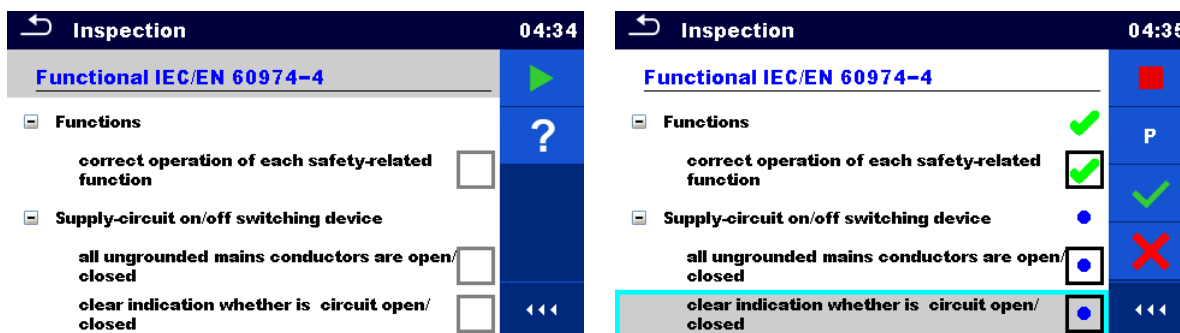 Inspection 04:34
Functional IEC/EN 60974-4
Functions
correct operation of each safety-related
function
Supply-circuit on/off switching device
all ungrounded mains conductors are open/
closed
clear indication whether is circuit open/
closed
?
Inspection 04:35
Functional IEC/EN 60974-4
Functions
P
correct operation of each safety-related
function
Supply-circuit on/off switching device
all ungrounded mains conductors are open/
closed
clear indication whether is circuit open/
closed